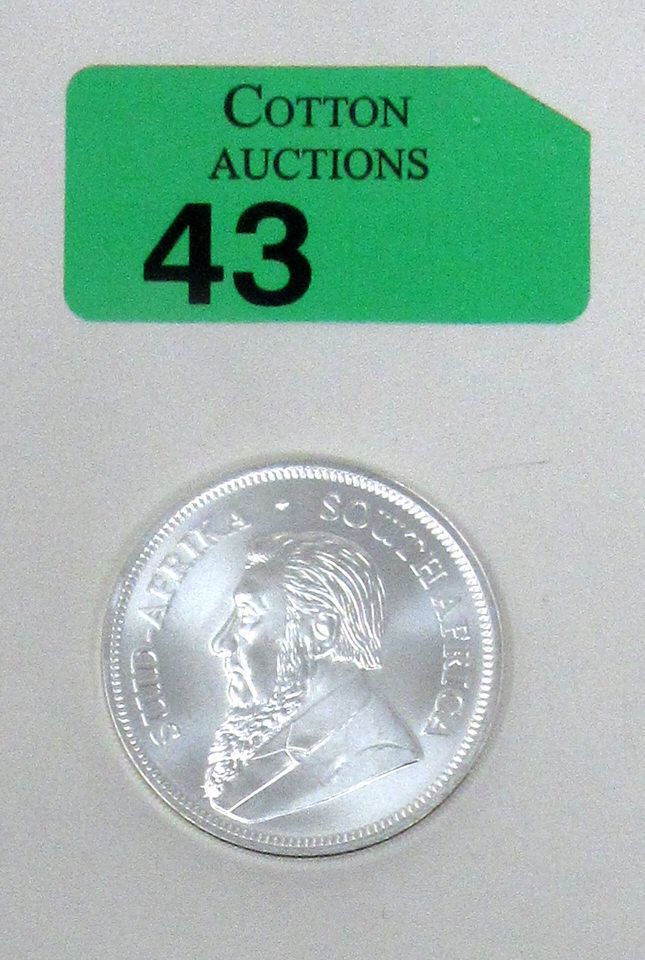 COTTON
AUCTIONS
43
SUID-AFRIKA · SOUTH AFRICA